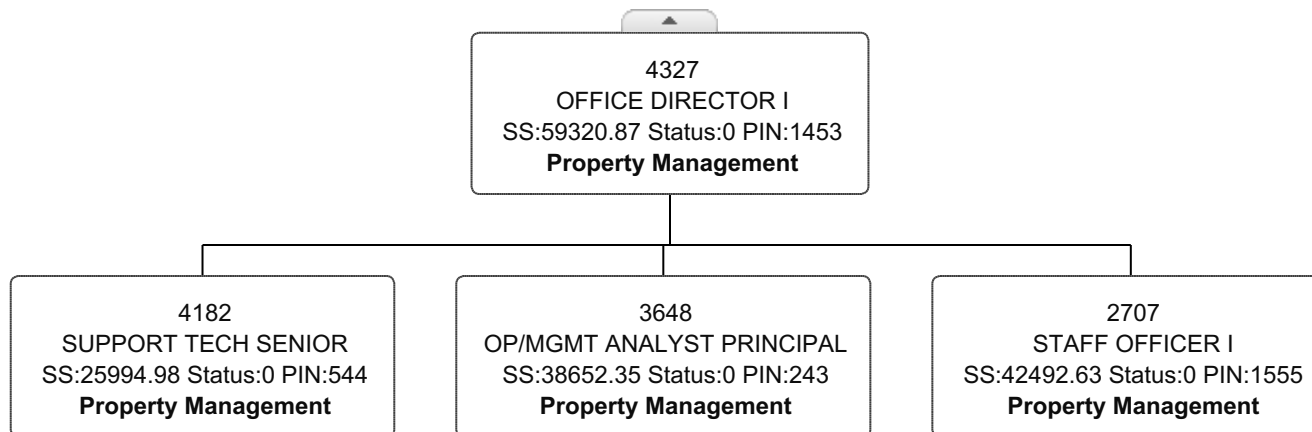 4327
OFFICE DIRECTOR I
SS:59320.87 Status:0 PIN:1453
Property Management
4182
SUPPORT TECH SENIOR
SS:25994.98 Status:0 PIN:544
Property Management
3648
OP/MGMT ANALYST PRINCIPAL
SS:38652.35 Status:0 PIN:243
Property Management
2707
STAFF OFFICER I
SS:42492.63 Status:0 PIN:1555
Property Management